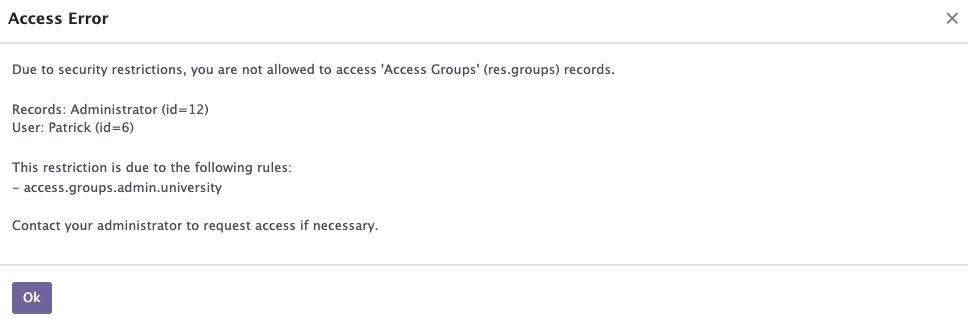 Access Error
Due to security restrictions, you are not allowed to access 'Access Groups' (res.groups) records.
Records: Administrator (id=12)
User: Patrick (id=6)
This restriction is due to the following rules:
- access.groups.admin.university
Contact your administrator to request access if necessary.
Ok